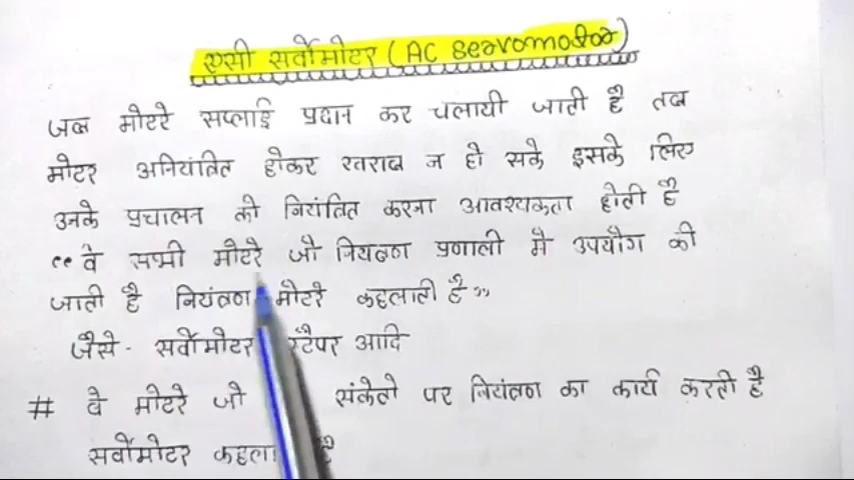 एसी सर्वोमोटर (AC Servomotor)
जब मोटरे सप्लाई प्रदान कर चलायी जाती है तब
मोटर अनियंत्रित होकर खराब न हो सके इसके लिए
उनके प्रचालन को नियंत्रित करना आवश्यकता होती है
“वे सभी मोटरे जो नियंत्रण प्रणाली मे उपयोग की
जाती है नियंत्रण मोटरे कहलाती है”
जैसे - सर्वोमोटर स्टैपर आदि
# वे मोटरे जो संकेतो पर नियंत्रण का कार्य करती है
सर्वोमोटर है